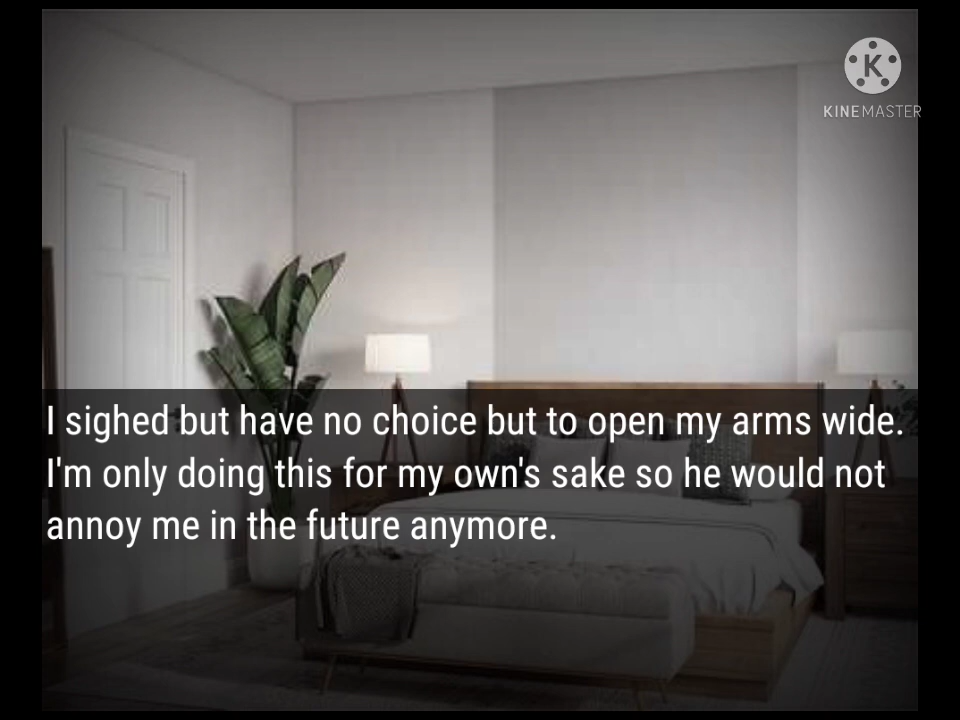 KINEMASTER
I sighed but have no choice but to open my arms wide.
I'm only doing this for my own's sake so he would not
annoy me in the future anymore.